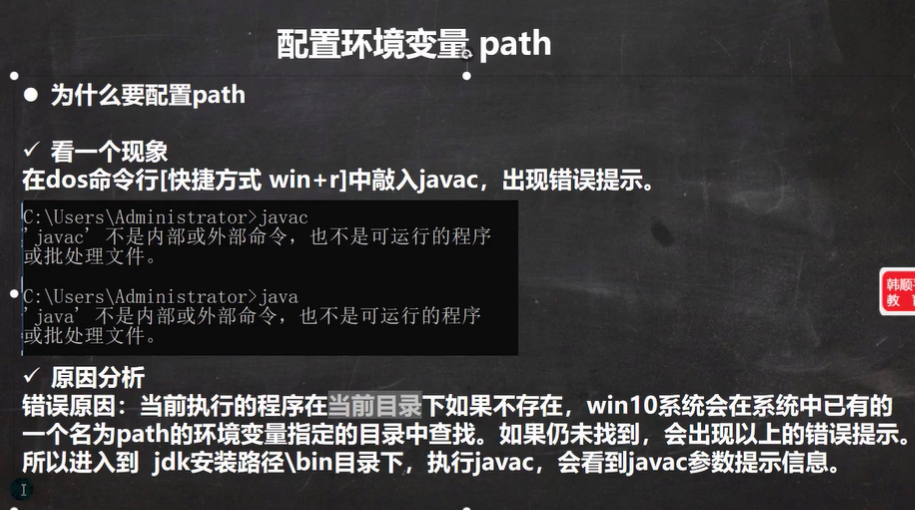 配置环境变量 path
● 为什么要配置path
✓ 看一个现象
在dos命令行[快捷方式 win+r]中敲入javac，出现错误提示。
C:\Users\Administrator>javac
'javac' 不是内部或外部命令，也不是可运行的程序
或批处理文件。
C:\Users\Administrator>java
'java' 不是内部或外部命令，也不是可运行的程序
或批处理文件。
韩顺平
教 育
✓ 原因分析
错误原因：当前执行的程序在当前目录下如果不存在，win10系统会在系统中已有的
一个名为path的环境变量指定的目录中查找。如果仍未找到，会出现以上的错误提示。
所以进入到 jdk安装路径\bin目录下，执行javac，会看到javac参数提示信息。